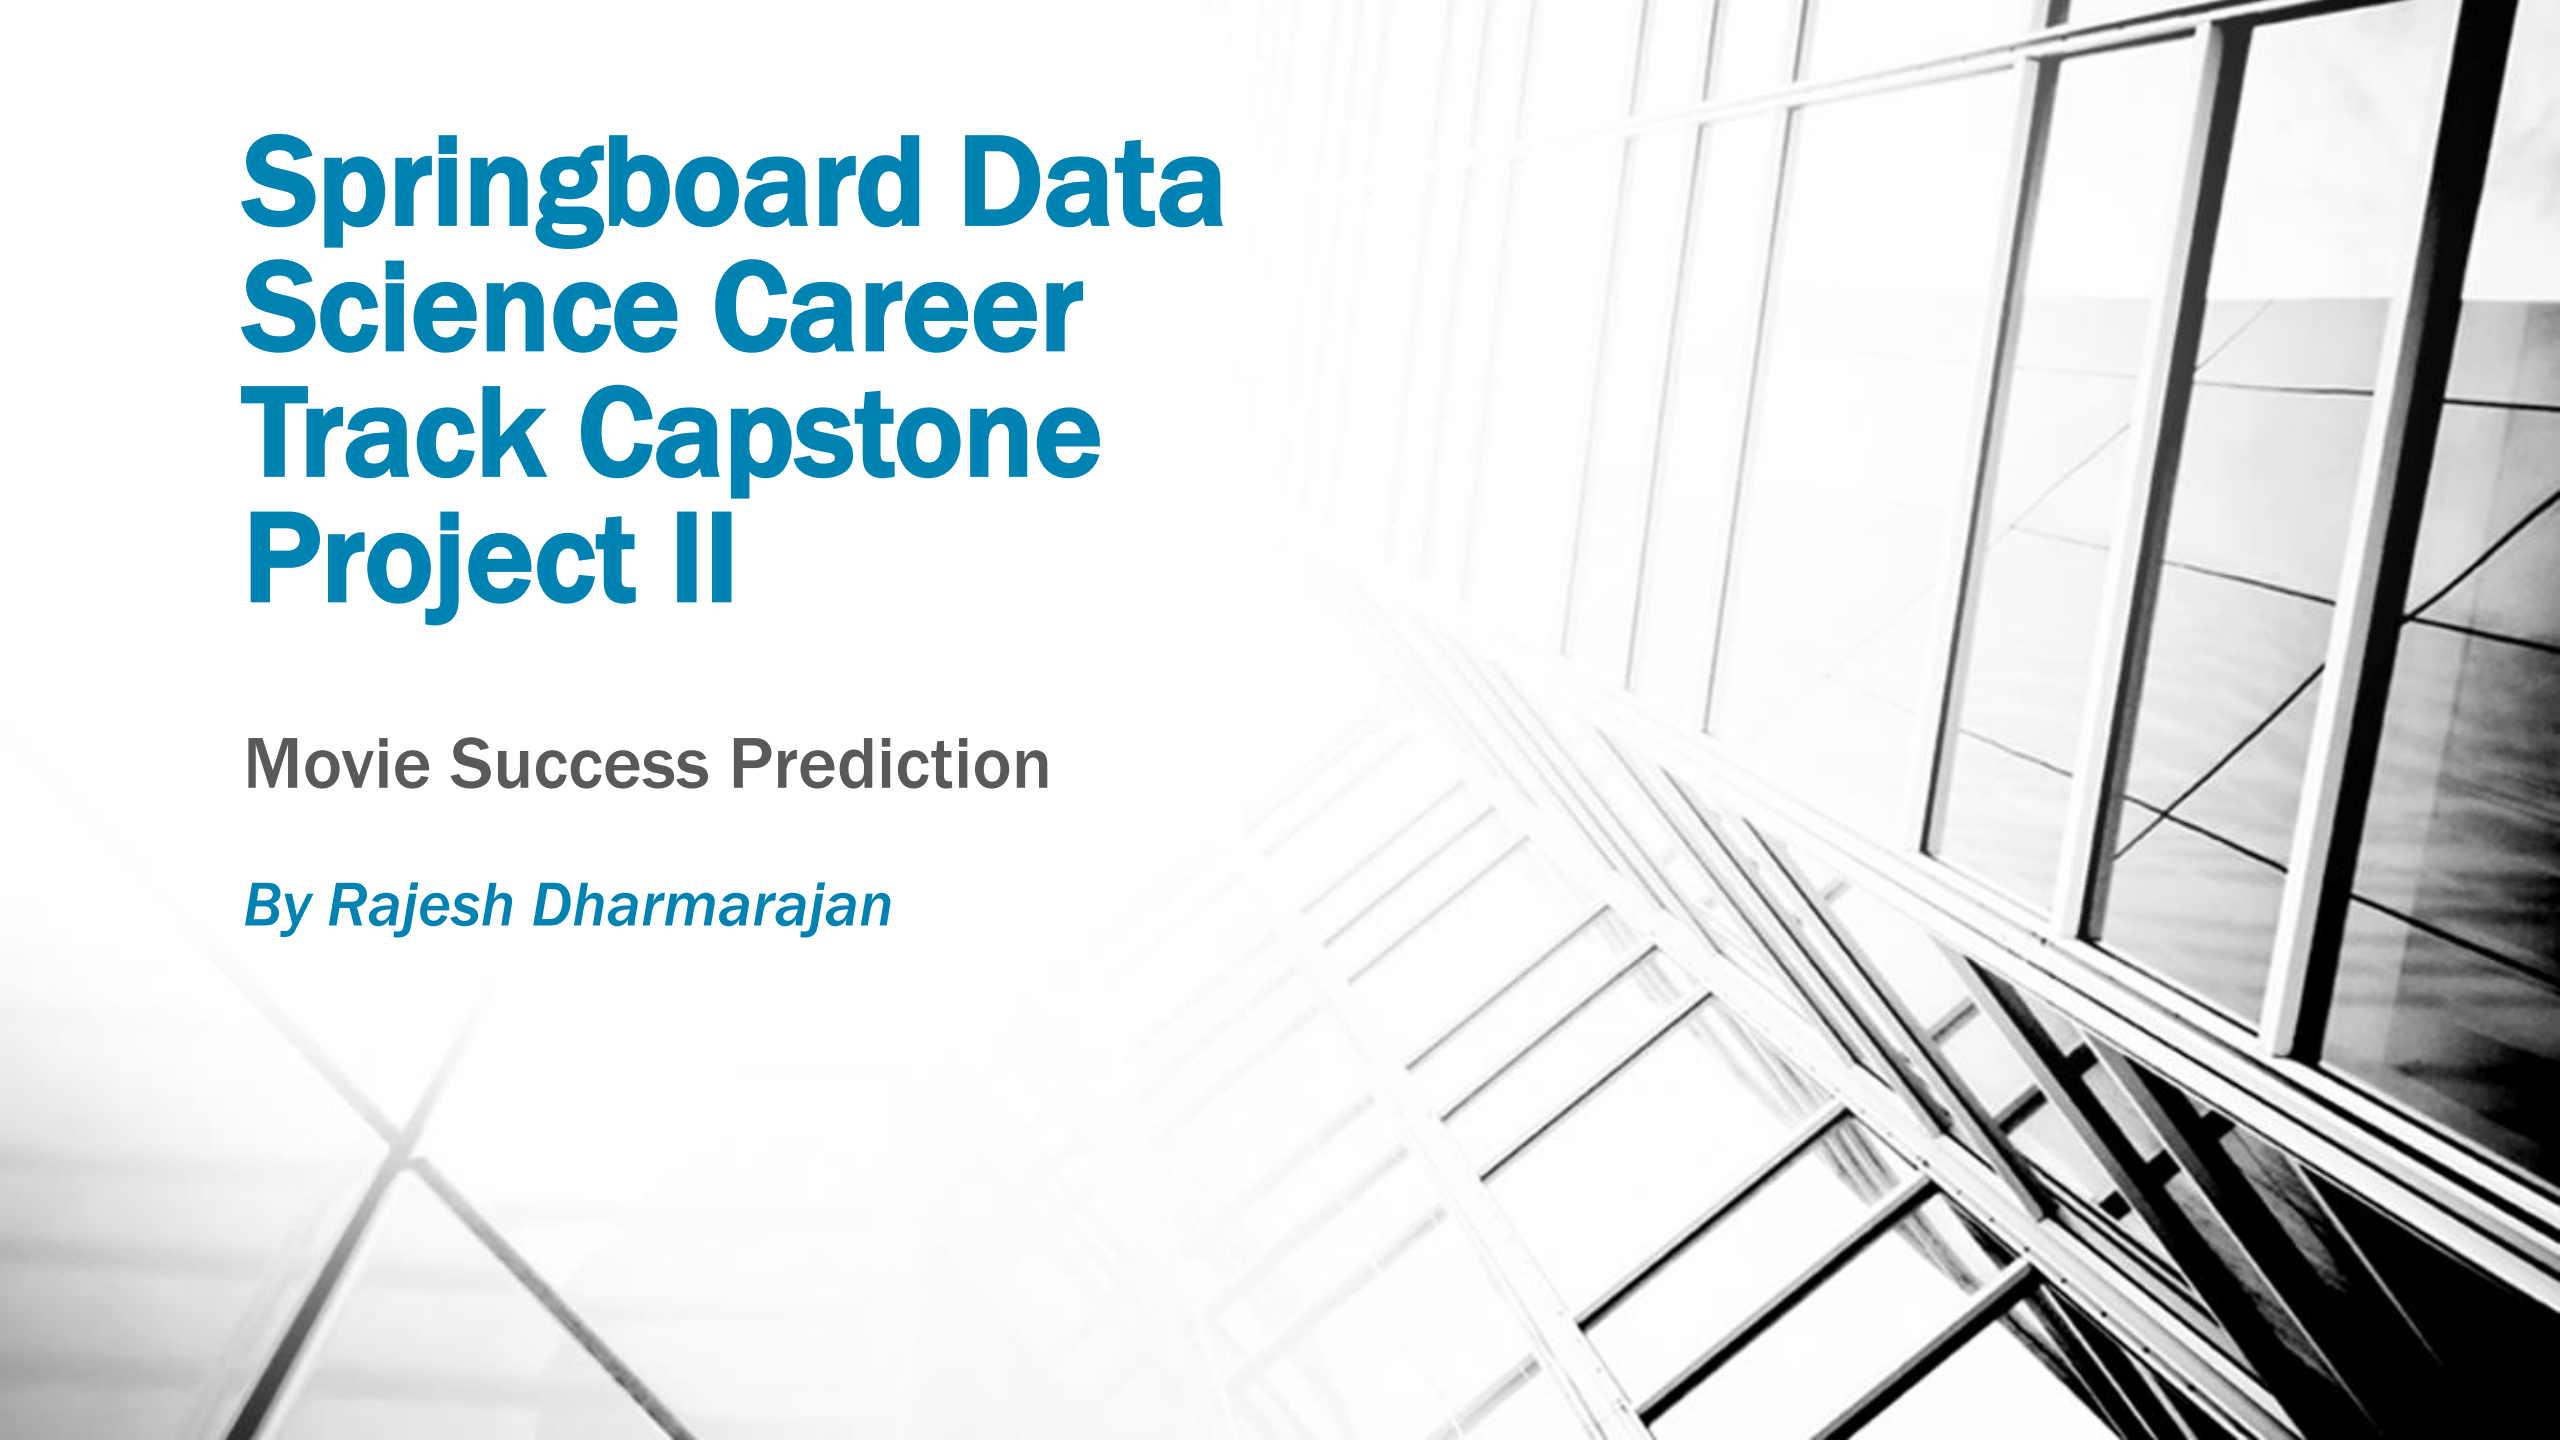 Springboard Data
Science Career
Track Capstone
Project II
Movie Success Prediction
By Rajesh Dharmarajan